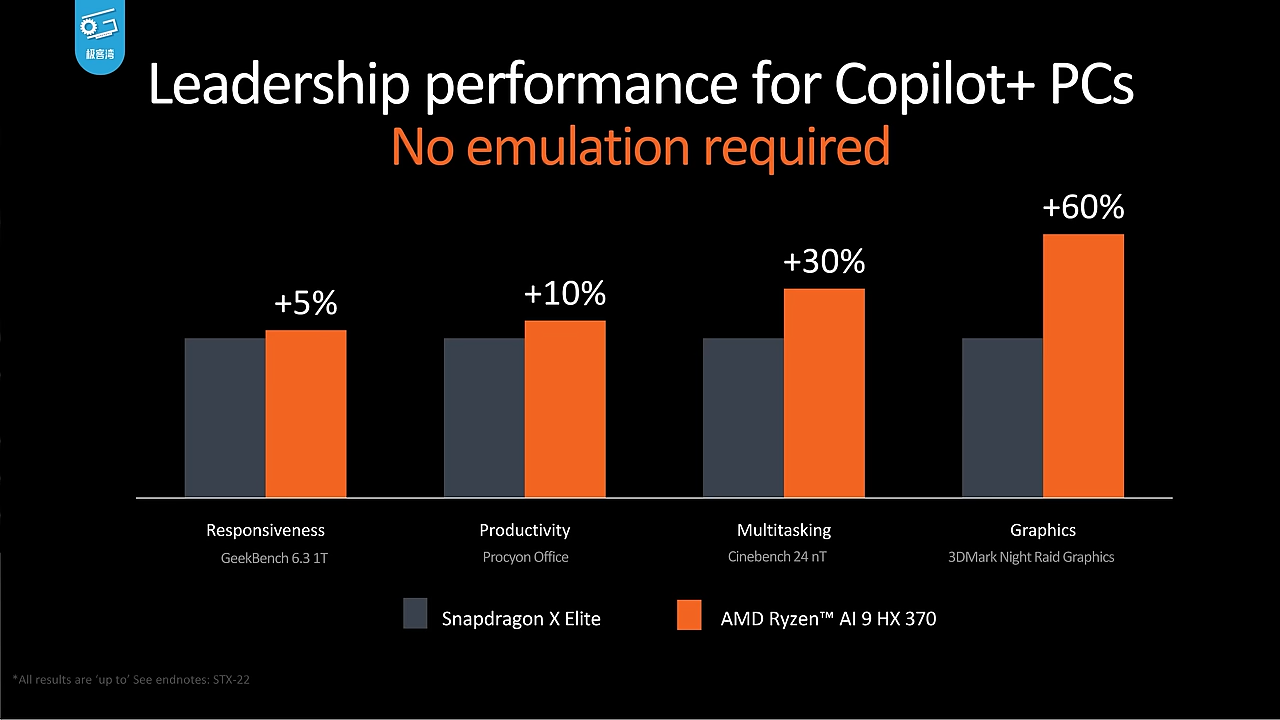 极客湾
Leadership performance for Copilot+ PCs
No emulation required
+5%
+10%
+30%
+60%
Responsiveness
Productivity
Multitasking
Graphics
GeekBench 6.3 1T
Procyon Office
Cinebench 24 nT
3DMark Night Raid Graphics
Snapdragon X Elite
AMD Ryzen™ AI 9 HX 370
*All results are ‘up to’ See endnotes: STX-22